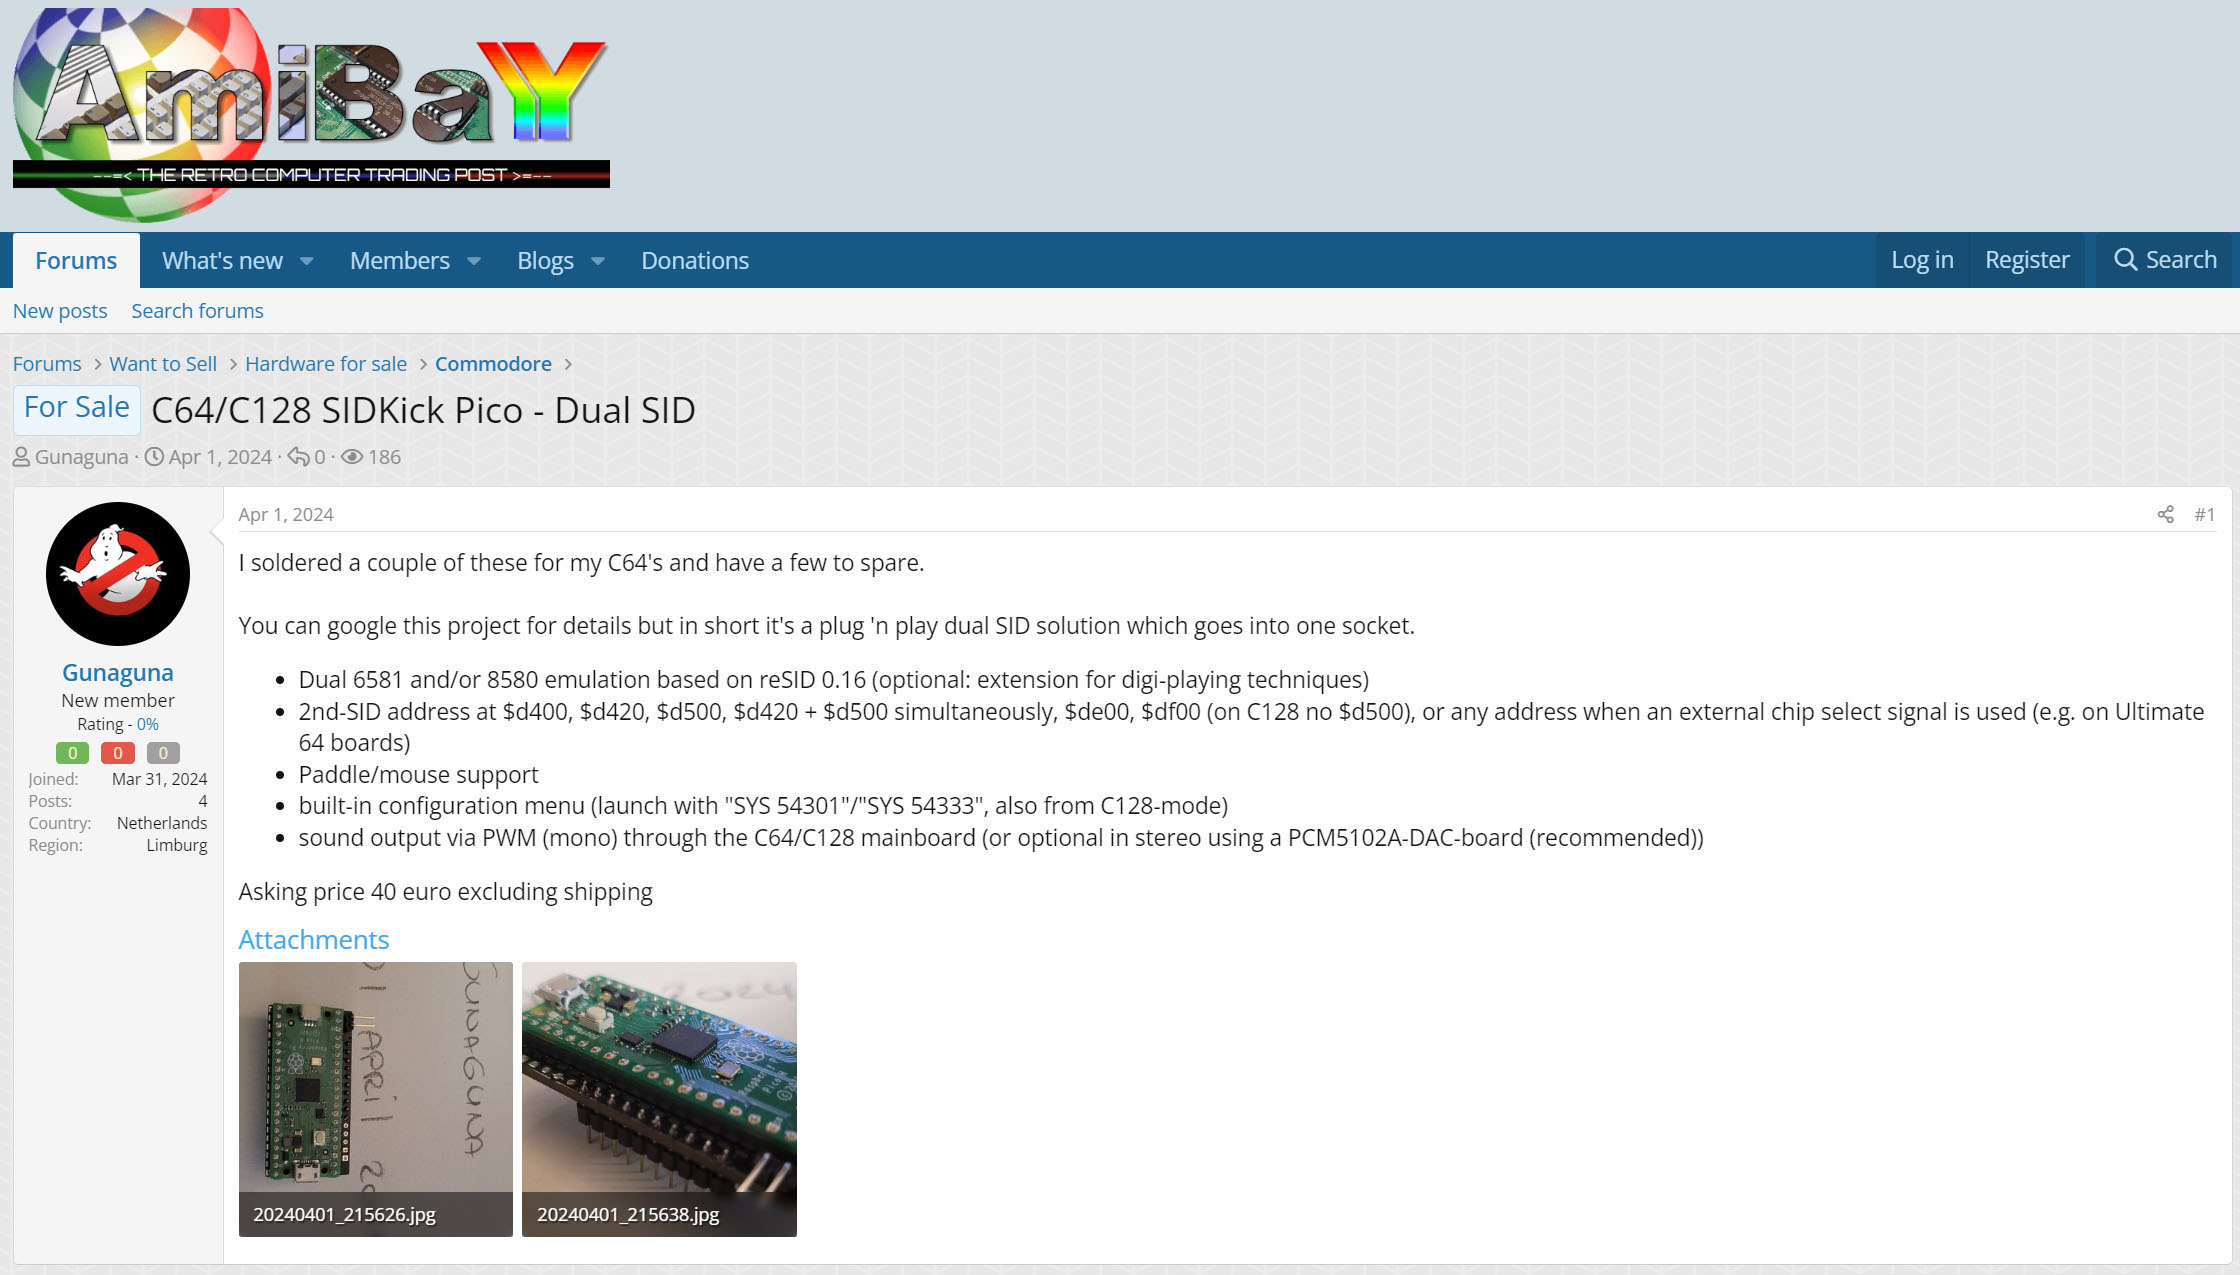 AmiBaY
--=< THE RETRO COMPUTER TRADING POST >=--
Forums What's new Members Blogs Donations Log in Register Search
New posts Search forums
Forums > Want to Sell > Hardware for sale > Commodore >
For Sale C64/C128 SIDKick Pico - Dual SID
Gunaguna · Apr 1, 2024 · 0 · 186
Gunaguna
New member
Rating - 0%
0 0 0
Joined: Mar 31, 2024
Posts: 4
Country: Netherlands
Region: Limburg
Apr 1, 2024 #1
I soldered a couple of these for my C64's and have a few to spare.
You can google this project for details but in short it's a plug 'n play dual SID solution which goes into one socket.
• Dual 6581 and/or 8580 emulation based on reSID 0.16 (optional: extension for digi-playing techniques)
• 2nd-SID address at $d400, $d420, $d500, $d420 + $d500 simultaneously, $de00, $df00 (on C128 no $d500), or any address when an external chip select signal is used (e.g. on Ultimate
64 boards)
• Paddle/mouse support
• built-in configuration menu (launch with "SYS 54301"/"SYS 54333", also from C128-mode)
• sound output via PWM (mono) through the C64/C128 mainboard (or optional in stereo using a PCM5102A-DAC-board (recommended))
Asking price 40 euro excluding shipping
Attachments
GUNAGUNA
1 APRIL 20
20240401_215626.jpg
2024
Raspberry Pi
Pico
20240401_215638.jpg